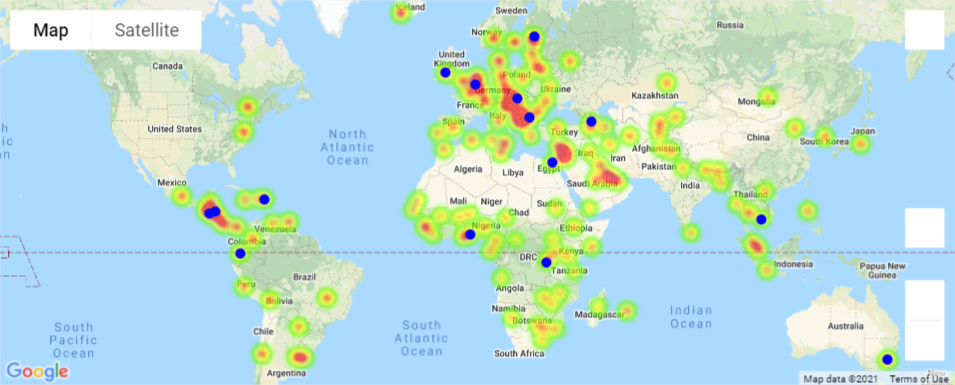 Iceland
Sweden
Map
Satellite
Norway
Russia
United
Kingdom
Canada
Poland
Germany
Ukraine
Kazakhstan
Mongolia
France
Italy
Spain
United States
Turkey
China
Japan
South Korea
North
Atlantic
Ocean
Iraq
Iran
Afghanistan
Pakistan
Algeria
Libya
Egypt
Saudi Arabia
India
Mexico
Mali
Niger
Chad
Sudan
Thailand
Venezuela
Nigeria
Ethiopia
Colombia
DRC
Kenya
Tanzania
Indonesia
Papua New
Guinea
Peru
Brazil
Angola
Bolivia
Namibia
Botswana
Madagascar
Indian
Ocean
Australia
South
Pacific
Ocean
Chile
South
Atlantic
Ocean
South Africa
Argentina
Google
Map data ©2021
Terms of Use